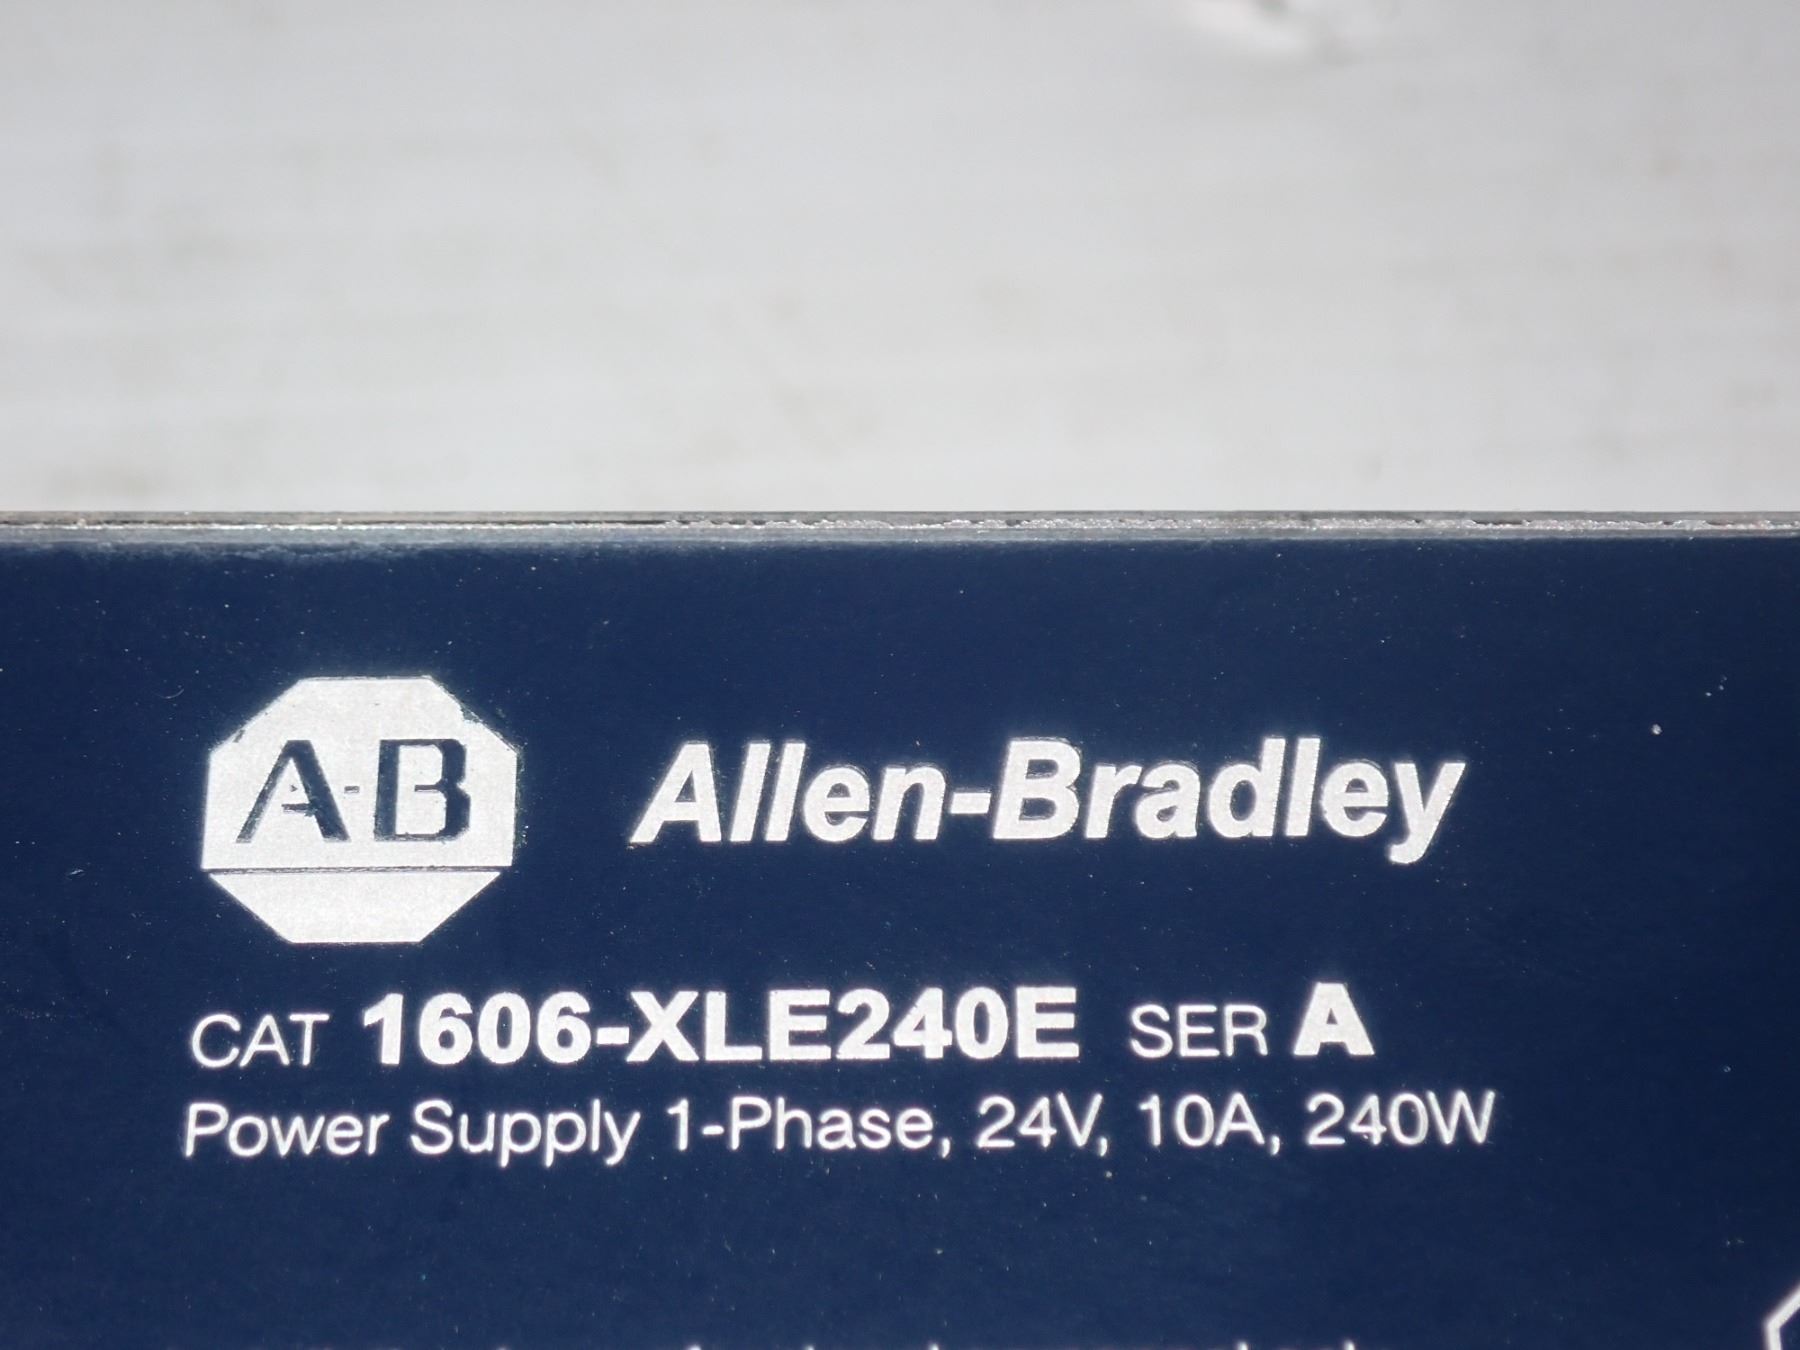 A-B Allen-Bradley
CAT 1606-XLE240E SER A
Power Supply 1-Phase, 24V, 10A, 240W